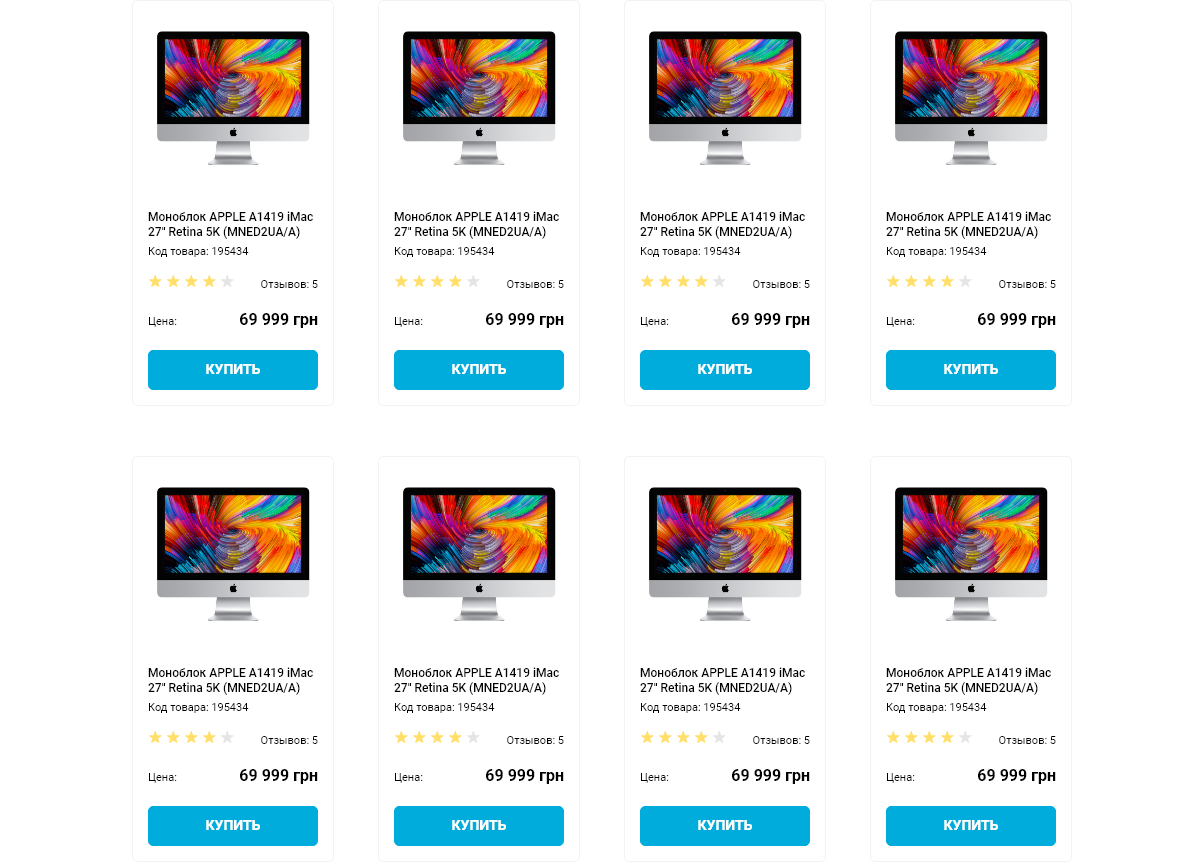 Моноблок APPLE A1419 iMac
27" Retina 5K (MNED2UA/A)
Код товара: 195434
Отзывов: 5
Цена: 69 999 грн
КУПИТЬ
Моноблок APPLE A1419 iMac
27" Retina 5K (MNED2UA/A)
Код товара: 195434
Отзывов: 5
Цена: 69 999 грн
КУПИТЬ
Моноблок APPLE A1419 iMac
27" Retina 5K (MNED2UA/A)
Код товара: 195434
Отзывов: 5
Цена: 69 999 грн
КУПИТЬ
Моноблок APPLE A1419 iMac
27" Retina 5K (MNED2UA/A)
Код товара: 195434
Отзывов: 5
Цена: 69 999 грн
КУПИТЬ
Моноблок APPLE A1419 iMac
27" Retina 5K (MNED2UA/A)
Код товара: 195434
Отзывов: 5
Цена: 69 999 грн
КУПИТЬ
Моноблок APPLE A1419 iMac
27" Retina 5K (MNED2UA/A)
Код товара: 195434
Отзывов: 5
Цена: 69 999 грн
КУПИТЬ
Моноблок APPLE A1419 iMac
27" Retina 5K (MNED2UA/A)
Код товара: 195434
Отзывов: 5
Цена: 69 999 грн
КУПИТЬ
Моноблок APPLE A1419 iMac
27" Retina 5K (MNED2UA/A)
Код товара: 195434
Отзывов: 5
Цена: 69 999 грн
КУПИТЬ